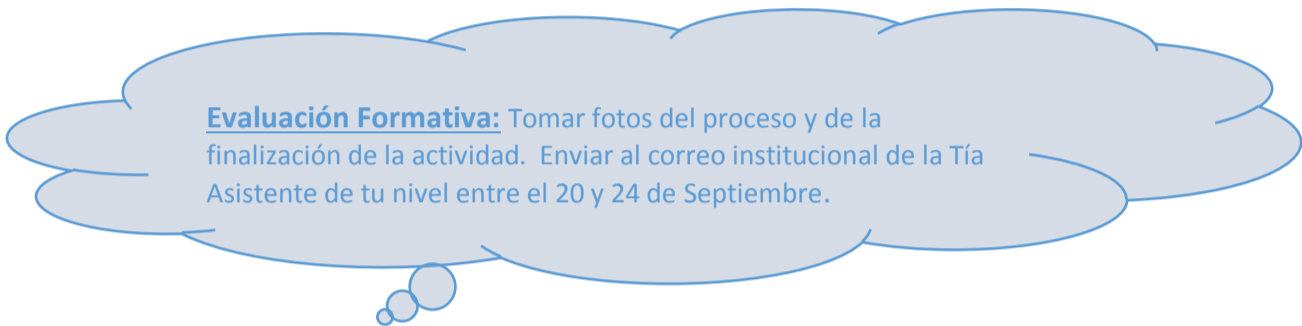 Evaluación Formativa: Tomar fotos del proceso y de la
finalización de la actividad.  Enviar al correo institucional de la Tía
Asistente de tu nivel entre el 20 y 24 de Septiembre.